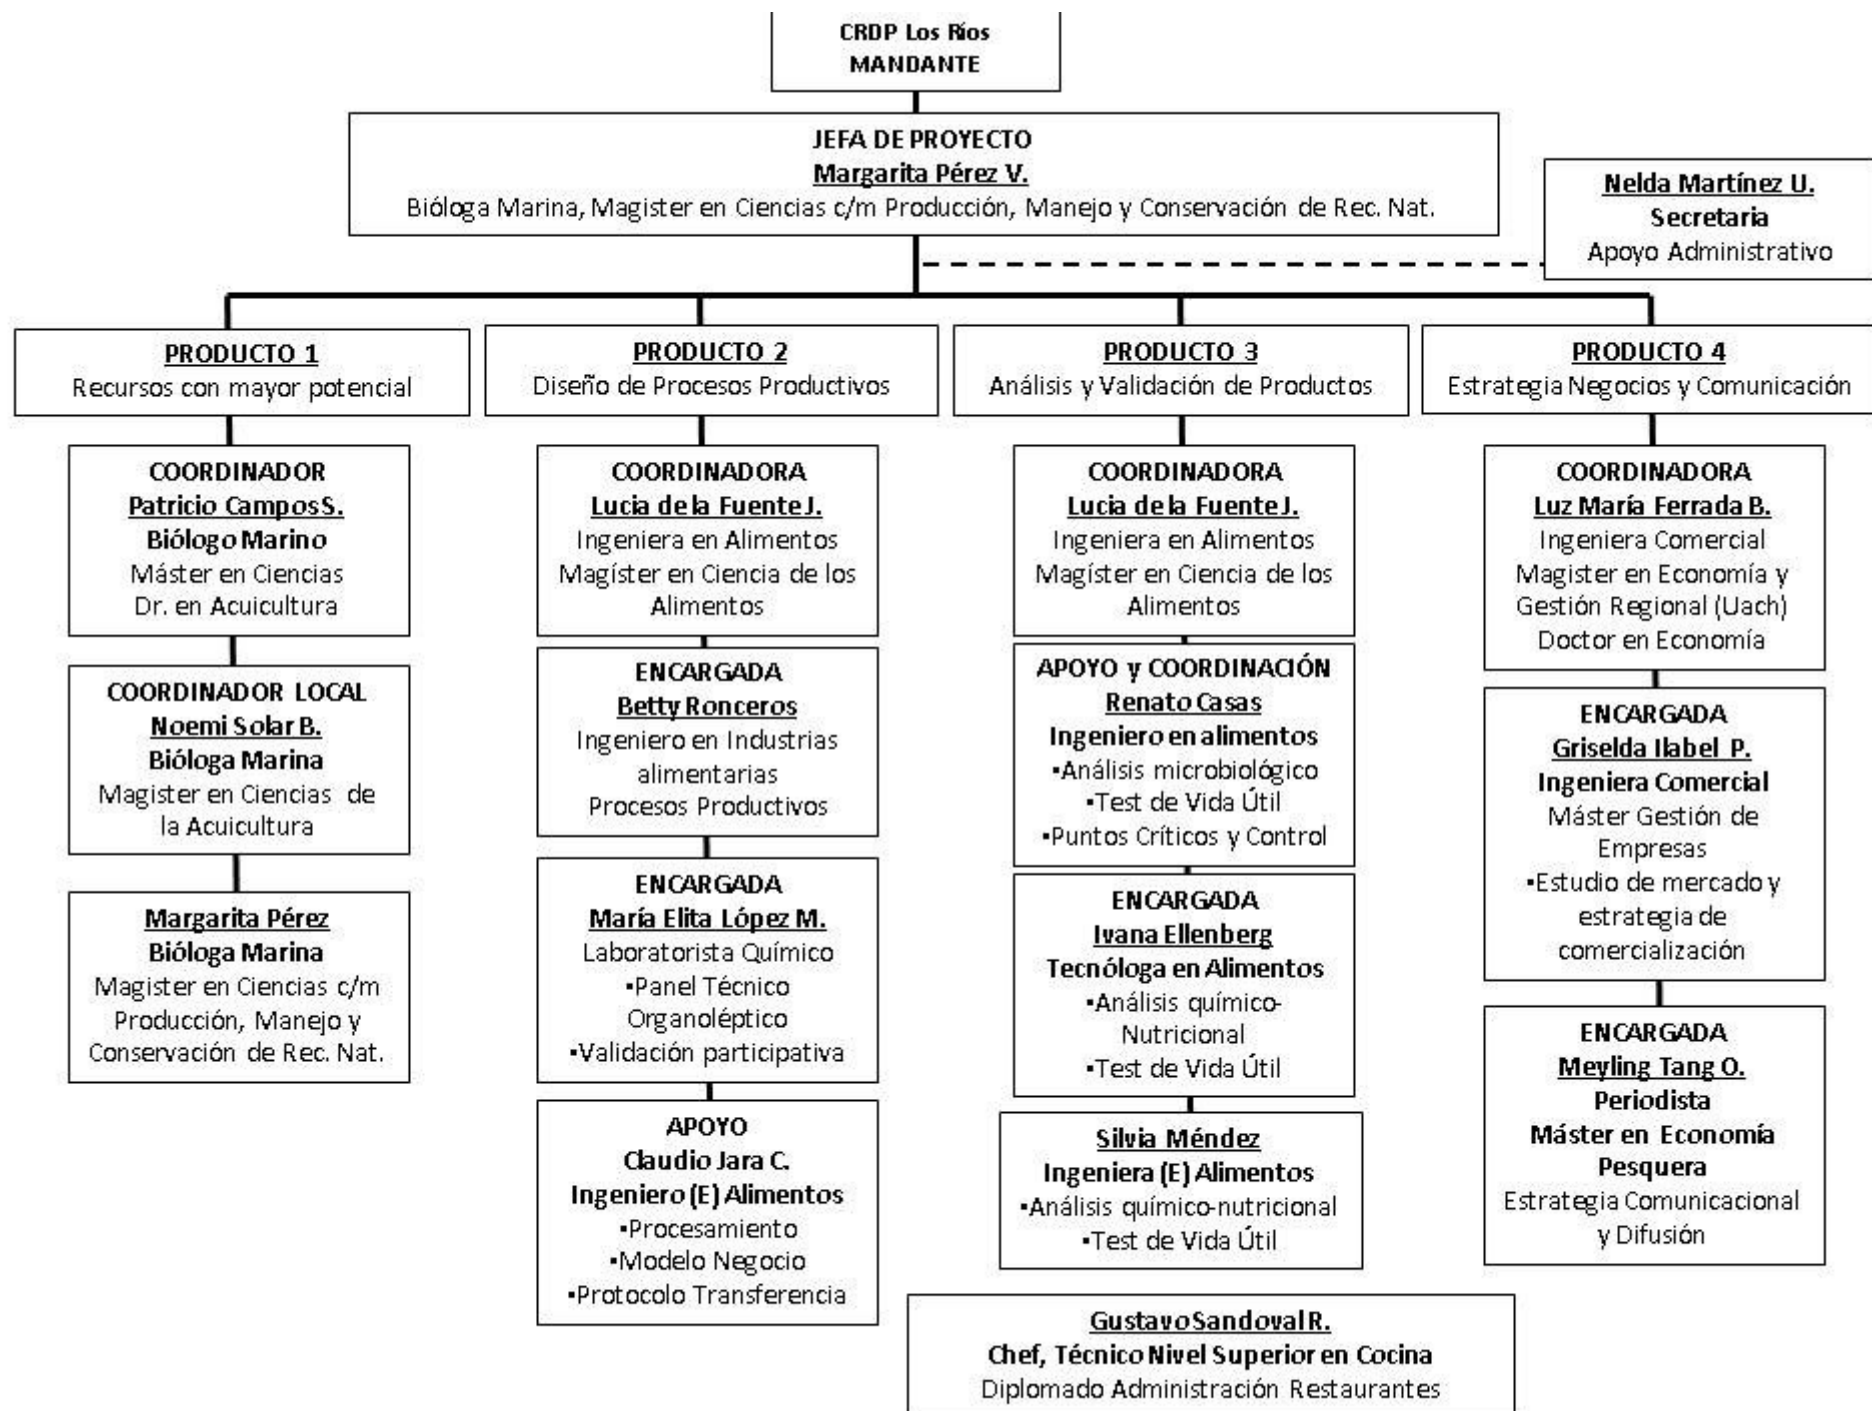 CRDP Los Ríos
MANDANTE
JEFA DE PROYECTO
Margarita Pérez V.
Bióloga Marina, Magister en Ciencias c/m Producción, Manejo y Conservación de Rec. Nat.
Nelda Martínez U.
Secretaria
Apoyo Administrativo
PRODUCTO 1
Recursos con mayor potencial
PRODUCTO 2
Diseño de Procesos Productivos
PRODUCTO 3
Análisis y Validación de Productos
PRODUCTO 4
Estrategia Negocios y Comunicación
COORDINADOR
Patricio Campos S.
Biólogo Marino
Máster en Ciencias
Dr. en Acuicultura
COORDINADOR LOCAL
Noemi Solar B.
Bióloga Marina
Magister en Ciencias de
la Acuicultura
Margarita Pérez
Bióloga Marina
Magister en Ciencias c/m
Producción, Manejo y
Conservación de Rec. Nat.
COORDINADORA
Lucia de la Fuente J.
Ingeniera en Alimentos
Magíster en Ciencia de los
Alimentos
ENCARGADA
Betty Ronceros
Ingeniero en Industrias
alimentarias
Procesos Productivos
ENCARGADA
María Elita López M.
Laboratorista Químico
▪Panel Técnico
Organoléptico
▪Validación participativa
APOYO
Claudio Jara C.
Ingeniero (E) Alimentos
▪Procesamiento
▪Modelo Negocio
▪Protocolo Transferencia
COORDINADORA
Lucia de la Fuente J.
Ingeniera en Alimentos
Magíster en Ciencia de los
Alimentos
APOYO y COORDINACIÓN
Renato Casas
Ingeniero en alimentos
▪Análisis microbiológico
▪Test de Vida Útil
▪Puntos Críticos y Control
ENCARGADA
Ivana Ellenberg
Tecnóloga en Alimentos
▪Análisis químico-
Nutricional
▪Test de Vida Útil
Silvia Méndez
Ingeniera (E) Alimentos
▪Análisis químico-nutricional
▪Test de Vida Útil
COORDINADORA
Luz María Ferrada B.
Ingeniera Comercial
Magister en Economía y
Gestión Regional (Uach)
Doctor en Economía
ENCARGADA
Griselda Ilabel P.
Ingeniera Comercial
Máster Gestión de
Empresas
▪Estudio de mercado y
estrategia de
comercialización
ENCARGADA
Meyling Tang O.
Periodista
Máster en Economía
Pesquera
Estrategia Comunicacional
y Difusión
Gustavo Sandoval R.
Chef, Técnico Nivel Superior en Cocina
Diplomado Administración Restaurantes